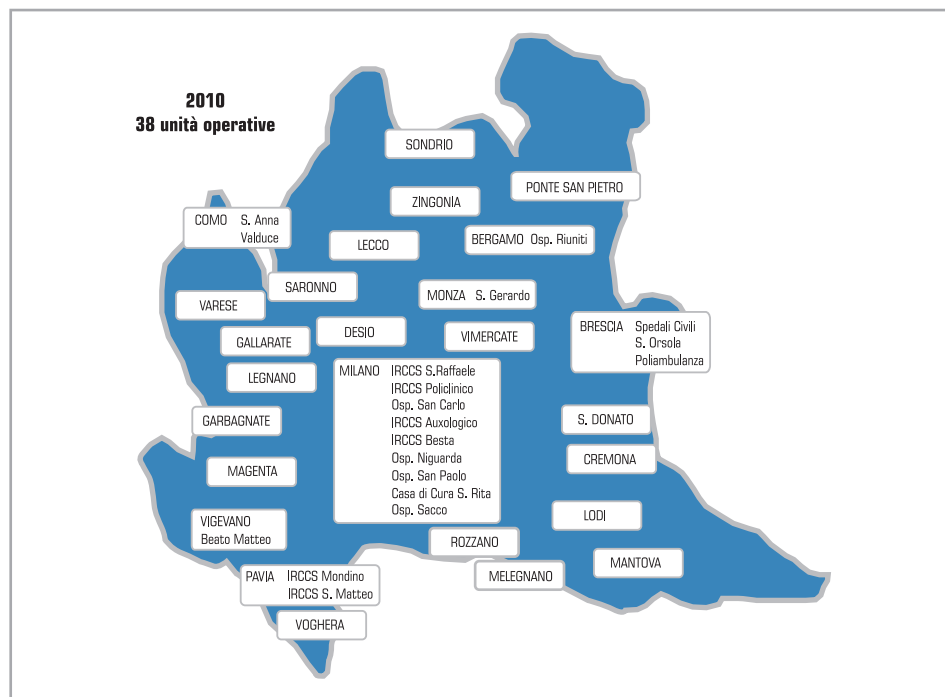 2010
38 unità operative
SONDRIO
PONTE SAN PIETRO
ZINGONIA
COMO S. Anna
Valduce
BERGAMO Osp. Riuniti
LECCO
SARONNO
MONZA S. Gerardo
VARESE
DESIO
VIMERCATE
BRESCIA Spedali Civili
S. Orsola
Poliambulanza
GALLARATE
LEGNANO
MILANO IRCCS S.Raffaele
IRCCS Policlinico
Osp. San Carlo
IRCCS Auxologico
IRCCS Besta
Osp. Niguarda
Osp. San Paolo
Casa di Cura S. Rita
Osp. Sacco
GARBAGNATE
S. DONATO
CREMONA
MAGENTA
LODI
VIGEVANO
Beato Matteo
ROZZANO
MANTOVA
PAVIA IRCCS Mondino
IRCCS S. Matteo
MELEGNANO
VOGHERA